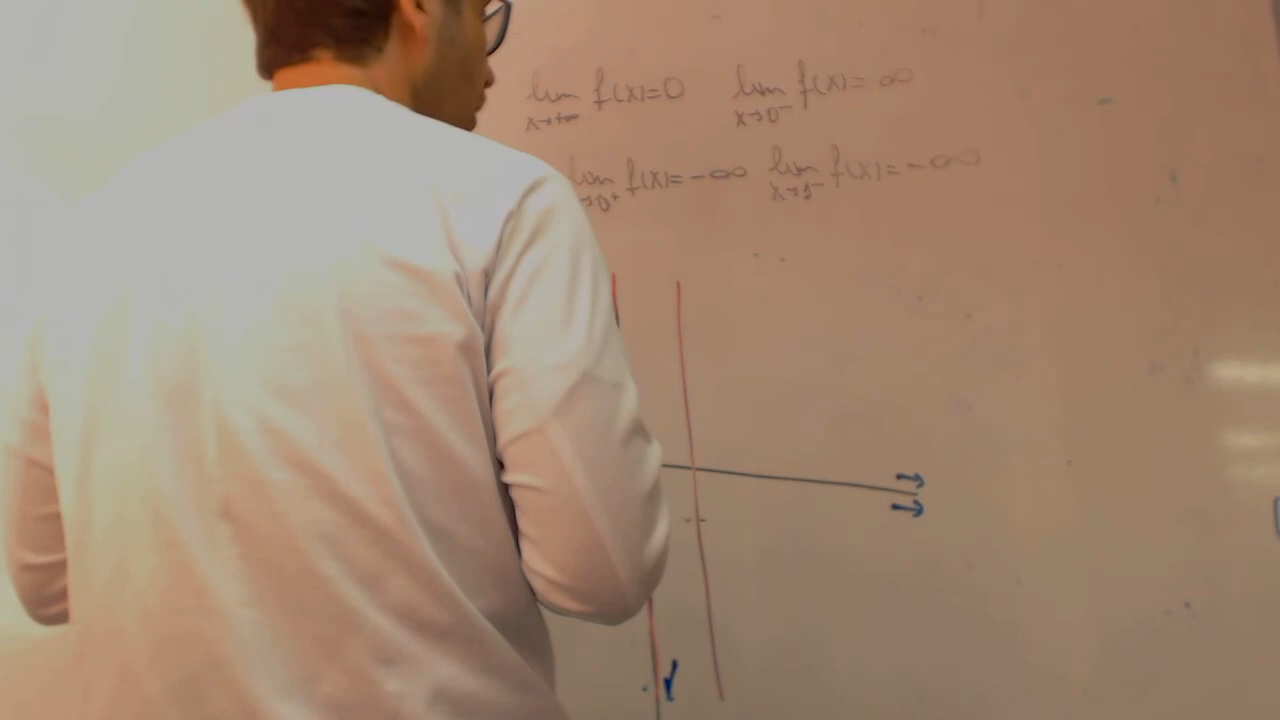 lim x→+∞ f(x)=0 lim x→0⁻ f(x)=∞
lim →0⁺ f(x)=-∞ lim x→1⁻ f(x)=-∞